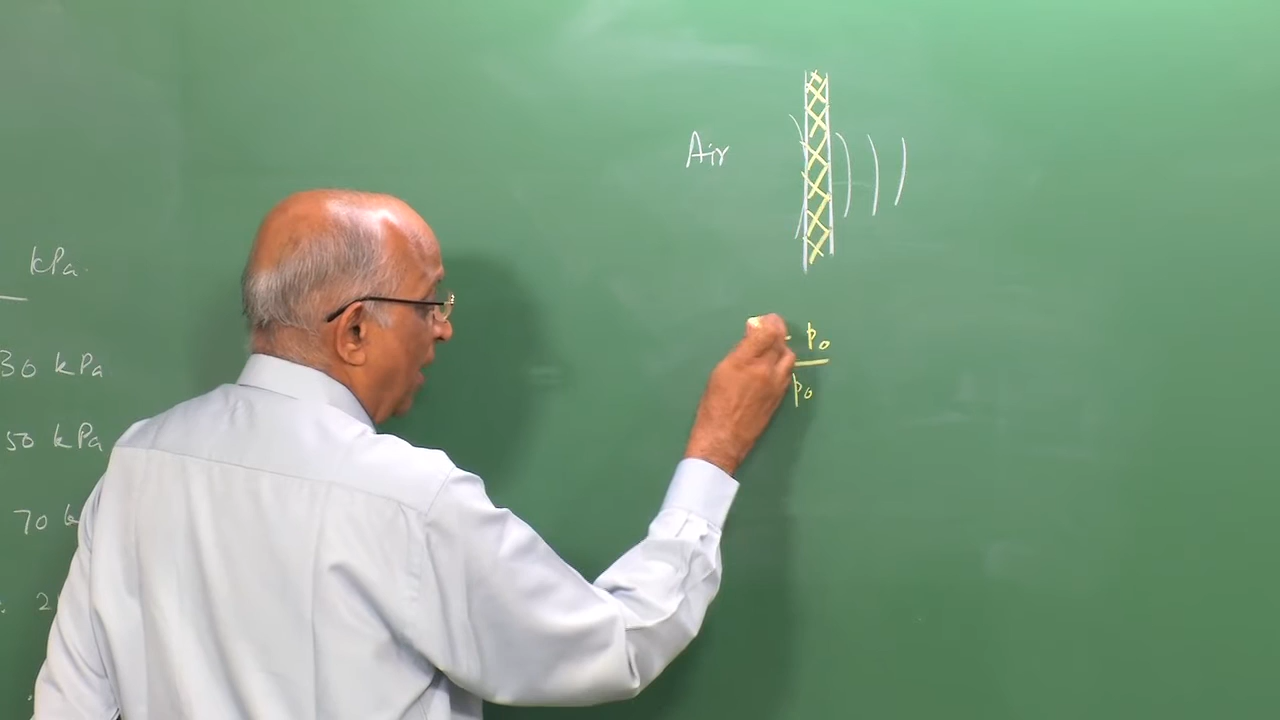 kPa.
Air
30 kPa
- p₀
p₀
50 kPa
70